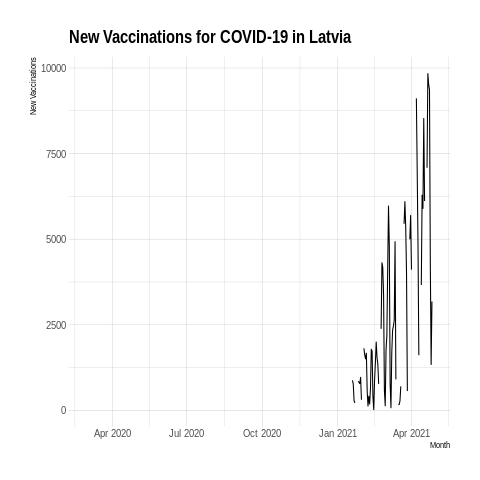 New Vaccinations for COVID-19 in Latvia
New Vaccinations
10000
7500
5000
2500
0
Apr 2020 Jul 2020 Oct 2020 Jan 2021 Apr 2021
Month